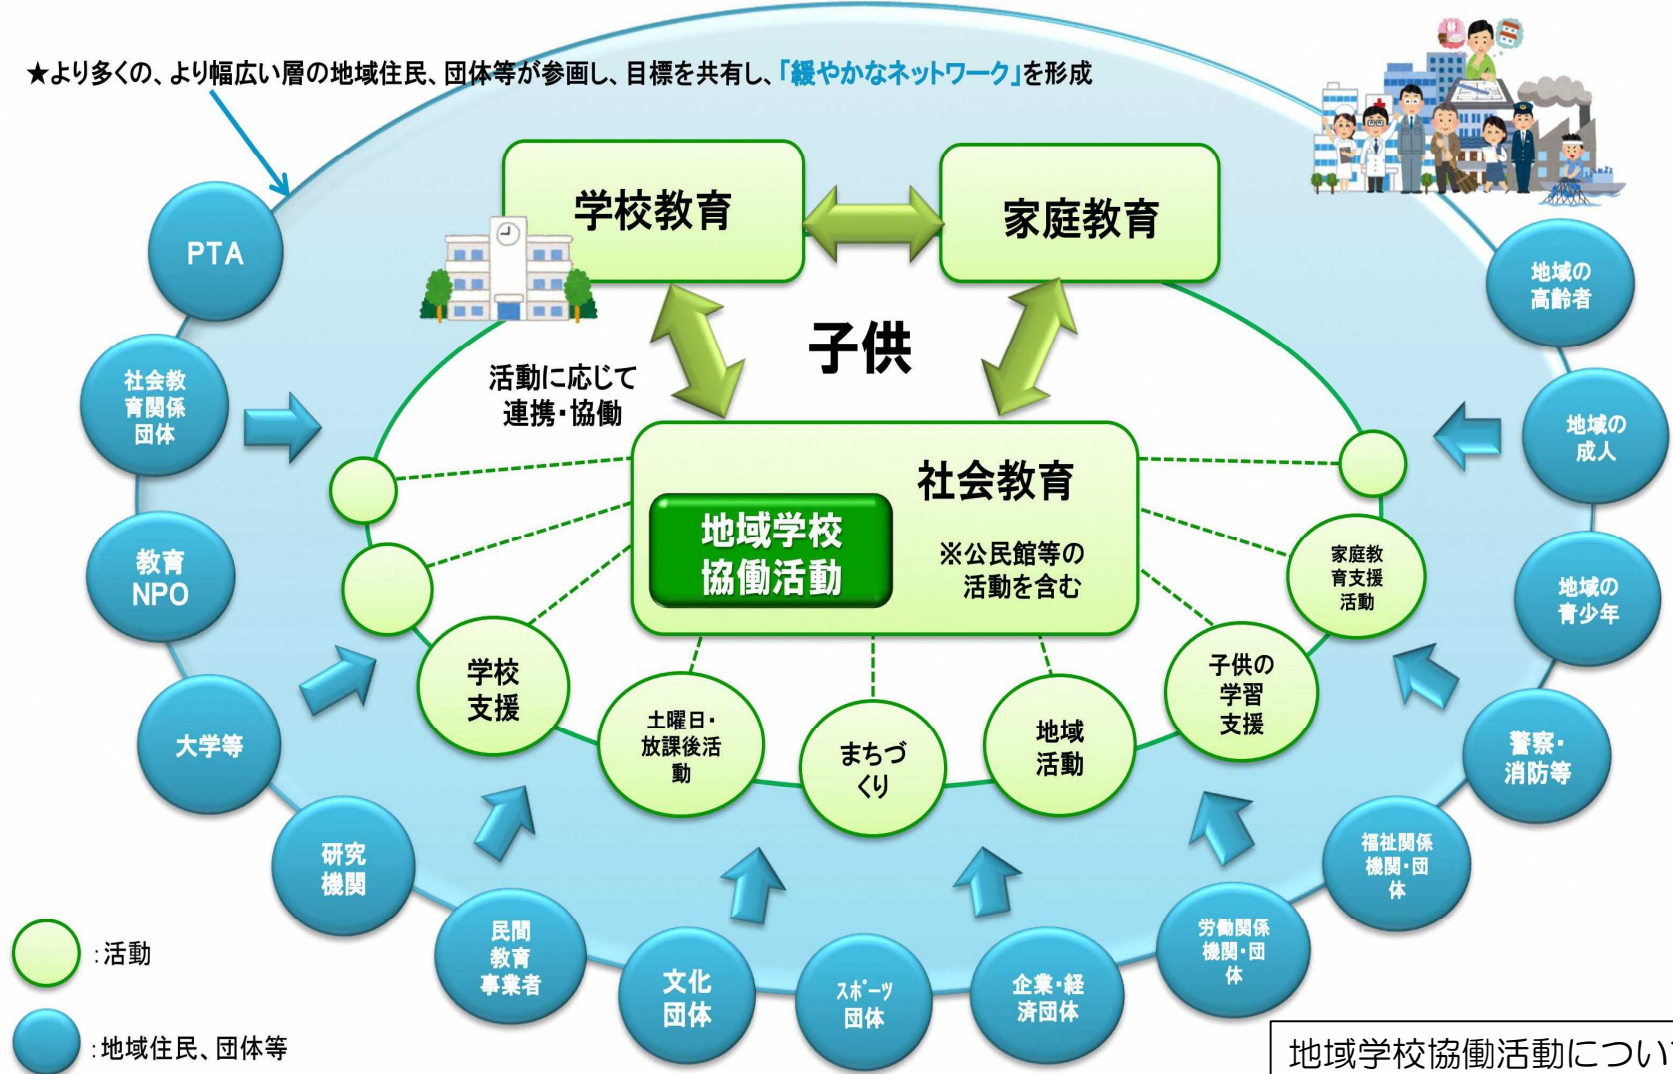 ★より多くの、より幅広い層の地域住民、団体等が参画し、目標を共有し、「緩やかなネットワーク」を形成
学校教育
家庭教育
子供
活動に応じて
連携・協働
社会教育
地域学校
協働活動
※公民館等の
活動を含む
PTA
社会教
育関係
団体
教育
NPO
大学等
研究
機関
民間
教育
事業者
文化
団体
スポーツ
団体
企業・経
済団体
労働関係
機関・団
体
福祉関係
機関・団
体
警察・
消防等
地域の
青少年
地域の
成人
地域の
高齢者
学校
支援
土曜日・
放課後活
動
まちづ
くり
地域
活動
子供の
学習
支援
家庭教
育支援
活動
:活動
:地域住民、団体等
地域学校協働活動につい